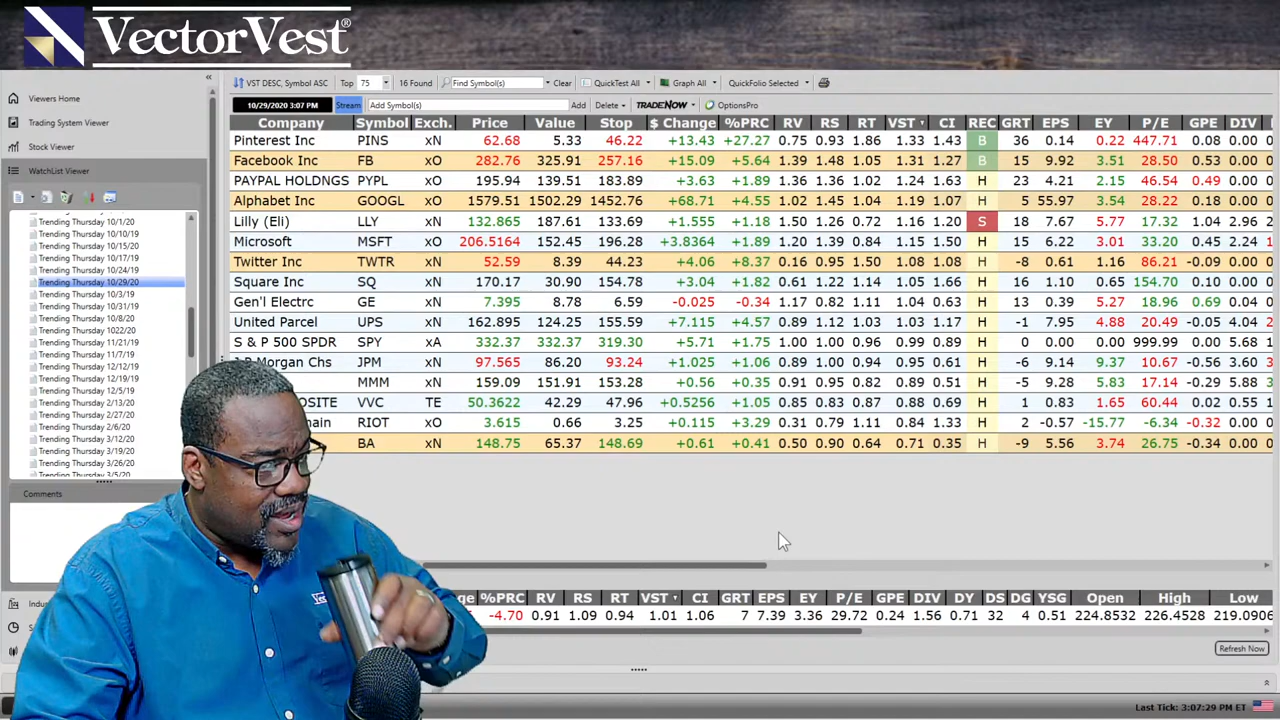 VectorVest®
VST DESC, Symbol ASC Top 75 16 Found Find Symbol(s) Clear QuickTest All Graph All QuickFolio Selected
10/29/2020 3:07 PM Stream Add Symbol(s) Add Delete TRADENOW OptionsPro
Viewers Home
Trading System Viewer
Stock Viewer
WatchList Viewer
Trending Thursday 10/1/20
Trending Thursday 10/10/19
Trending Thursday 10/15/20
Trending Thursday 10/17/19
Trending Thursday 10/24/19
Trending Thursday 10/29/20
Trending Thursday 10/3/19
Trending Thursday 10/31/19
Trending Thursday 10/8/20
Trending Thursday 1022/20
Trending Thursday 11/21/19
Trending Thursday 11/7/19
Trending Thursday 12/12/19
Trending Thursday 12/19/19
Trending Thursday 12/5/19
Trending Thursday 2/13/20
Trending Thursday 2/27/20
Trending Thursday 2/6/20
Trending Thursday 3/12/20
Trending Thursday 3/19/20
Trending Thursday 3/26/20
Trending Thursday 3/5/20
Comments
Company Symbol Exch. Price Value Stop $ Change %PRC RV RS RT VST CI REC GRT EPS EY P/E GPE DIV
Pinterest Inc PINS xN 62.68 5.33 46.22 +13.43 +27.27 0.75 0.93 1.86 1.33 1.43 B 36 0.14 0.22 447.71 0.08 0.00
Facebook Inc FB xO 282.76 325.91 257.16 +15.09 +5.64 1.39 1.48 1.05 1.31 1.27 B 15 9.92 3.51 28.50 0.53 0.00
PAYPAL HOLDNGS PYPL xO 195.94 139.51 183.89 +3.63 +1.89 1.36 1.36 1.02 1.24 1.63 H 23 4.21 2.15 46.54 0.49 0.00
Alphabet Inc GOOGL xO 1579.51 1502.29 1452.76 +68.71 +4.55 1.02 1.45 1.04 1.19 1.07 H 5 55.97 3.54 28.22 0.18 0.00
Lilly (Eli) LLY xN 132.865 187.61 133.69 +1.555 +1.18 1.50 1.26 0.72 1.16 1.20 S 18 7.67 5.77 17.32 1.04 2.96
Microsoft MSFT xO 206.5164 152.45 196.28 +3.8364 +1.89 1.20 1.39 0.84 1.15 1.50 H 15 6.22 3.01 33.20 0.45 2.24
Twitter Inc TWTR xN 52.59 8.39 44.23 +4.06 +8.37 0.16 0.95 1.50 1.08 1.08 H -8 0.61 1.16 86.21 -0.09 0.00
Square Inc SQ xN 170.17 30.90 154.78 +3.04 +1.82 0.61 1.22 1.14 1.05 1.66 H 16 1.10 0.65 154.70 0.10 0.00
Gen'l Electrc GE xN 7.395 8.78 6.59 -0.025 -0.34 1.17 0.82 1.11 1.04 0.63 H 13 0.39 5.27 18.96 0.69 0.04
United Parcel UPS xN 162.895 124.25 155.59 +7.115 +4.57 0.89 1.12 1.03 1.03 1.17 H -1 7.95 4.88 20.49 -0.05 4.04
S & P 500 SPDR SPY xA 332.37 332.37 319.30 +5.71 +1.75 1.00 1.00 0.96 0.99 0.89 H 0 0.00 0.00 999.99 0.00 5.68
J P Morgan Chs JPM xN 97.565 86.20 93.24 +1.025 +1.06 0.89 1.00 0.94 0.95 0.61 H -6 9.14 9.37 10.67 -0.56 3.60
MMM xN 159.09 151.91 153.28 +0.56 +0.35 0.91 0.95 0.82 0.89 0.51 H -5 9.28 5.83 17.14 -0.29 5.88
OSITE VVC TE 50.3622 42.29 47.96 +0.5256 +1.05 0.85 0.83 0.87 0.88 0.69 H 1 0.83 1.65 60.44 0.02 0.55
RIOT xO 3.615 0.66 3.25 +0.115 +3.29 0.31 0.79 1.11 0.84 1.33 H 2 -0.57 -15.77 -6.34 -0.32 0.00
BA xN 148.75 65.37 148.69 +0.61 +0.41 0.50 0.90 0.64 0.71 0.35 H -9 5.56 3.74 26.75 -0.34 0.00
%PRC RV RS RT VST CI GRT EPS EY P/E GPE DIV DY DS DG YSG Open High Low
-4.70 0.91 1.09 0.94 1.01 1.06 7 7.39 3.36 29.72 0.24 1.56 0.71 32 4 0.51 224.8532 226.4528 219.0906
Refresh Now
Last Tick: 3:07:29 PM ET